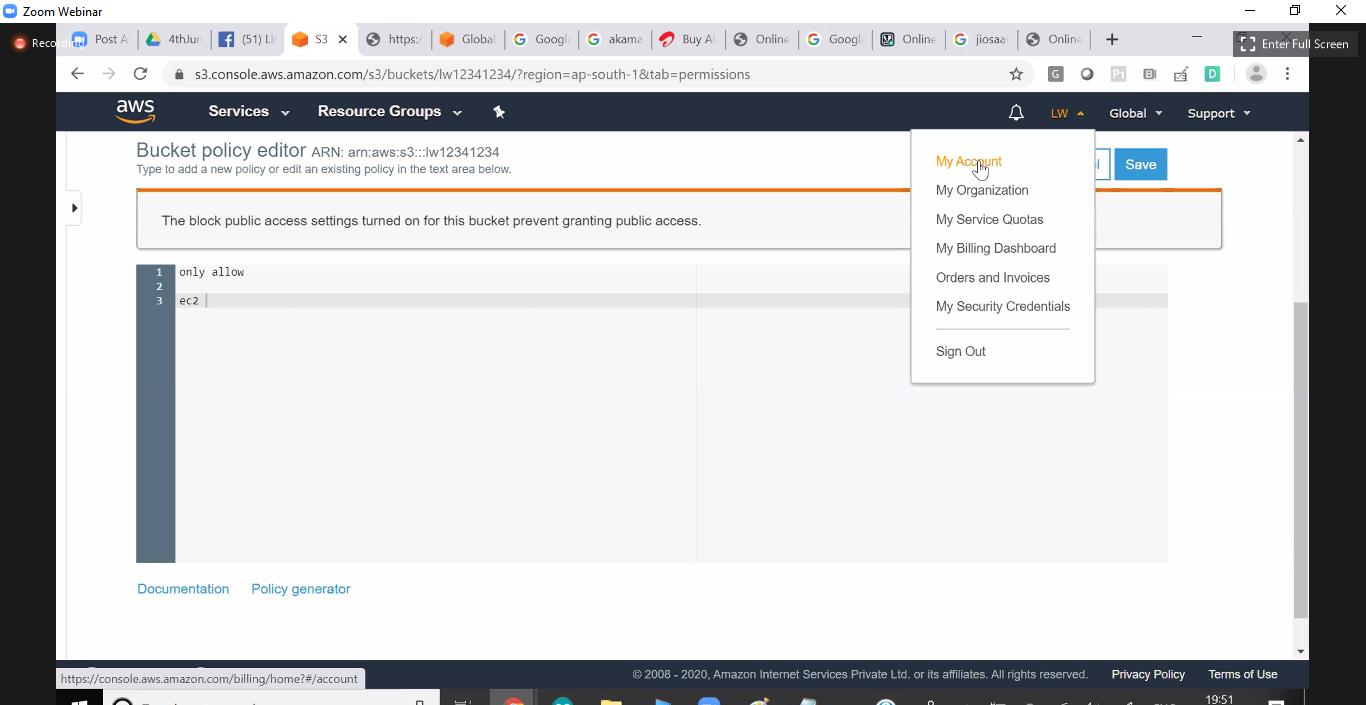 Zoom Webinar
Recording
Post A
4thJun
(51) Li
S3
https:/
Global
Googl
akama
Buy Ai
Online
Googl
Online
jiosaa
Online
Enter Full Screen
s3.console.aws.amazon.com/s3/buckets/lw12341234/?region=ap-south-1&tab=permissions
aws
Services
Resource Groups
LW
Global
Support
Bucket policy editor ARN: arn:aws:s3:::lw12341234
Type to add a new policy or edit an existing policy in the text area below.
Save
The block public access settings turned on for this bucket prevent granting public access.
My Account
My Organization
My Service Quotas
My Billing Dashboard
Orders and Invoices
My Security Credentials
Sign Out
1 only allow
2
3 ec2
Documentation
Policy generator
https://console.aws.amazon.com/billing/home?#/account
© 2008 - 2020, Amazon Internet Services Private Ltd. or its affiliates. All rights reserved.
Privacy Policy
Terms of Use
19:51